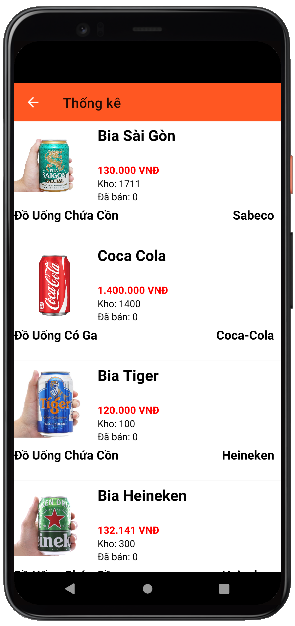 Thống kê
Bia Sài Gòn
130.000 VNĐ
Kho: 1711
Đã bán: 0
Đồ Uống Chứa Cồn Sabeco
Coca-Cola
Coca Cola
1.400.000 VNĐ
Kho: 1400
Đã bán: 0
Đồ Uống Có Ga Coca-Cola
Tiger
Bia Tiger
120.000 VNĐ
Kho: 100
Đã bán: 0
Đồ Uống Chứa Cồn Heineken
Bia Heineken
132.141 VNĐ
Kho: 300
Đã bán: 0